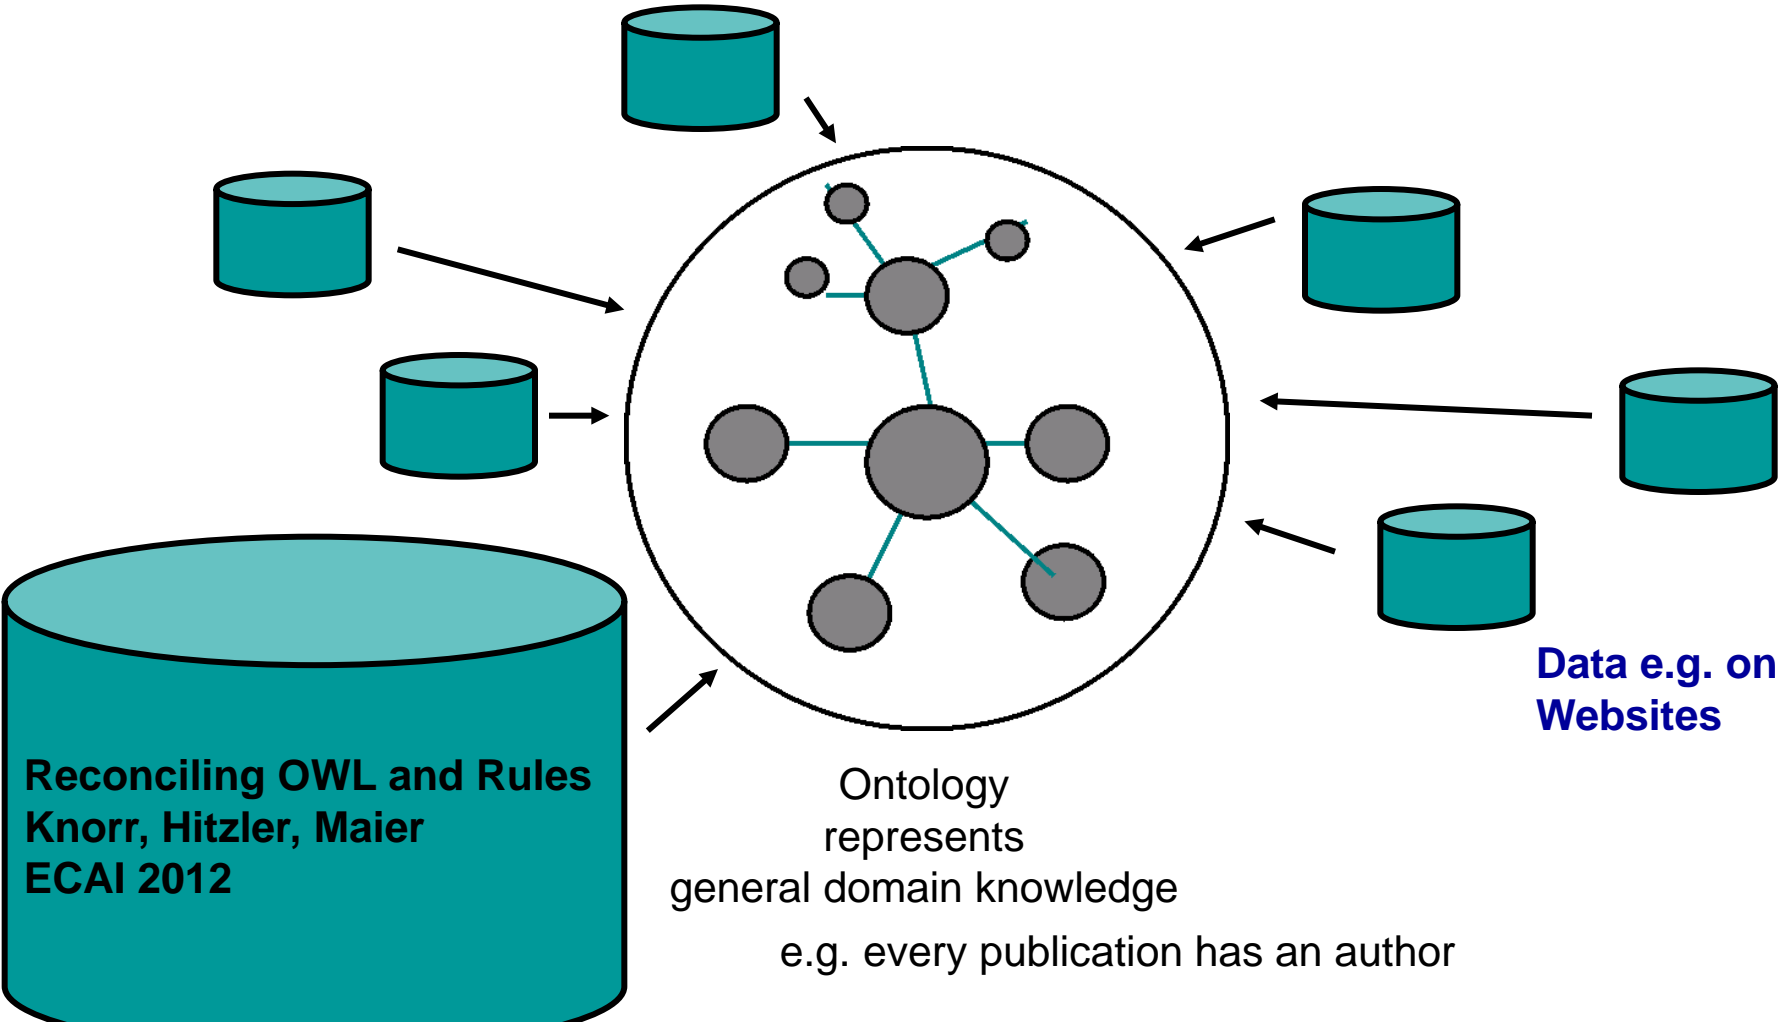 Data e.g. on
Websites
Reconciling OWL and Rules
Knorr, Hitzler, Maier
ECAI 2012
Ontology
represents
general domain knowledge
e.g. every publication has an author